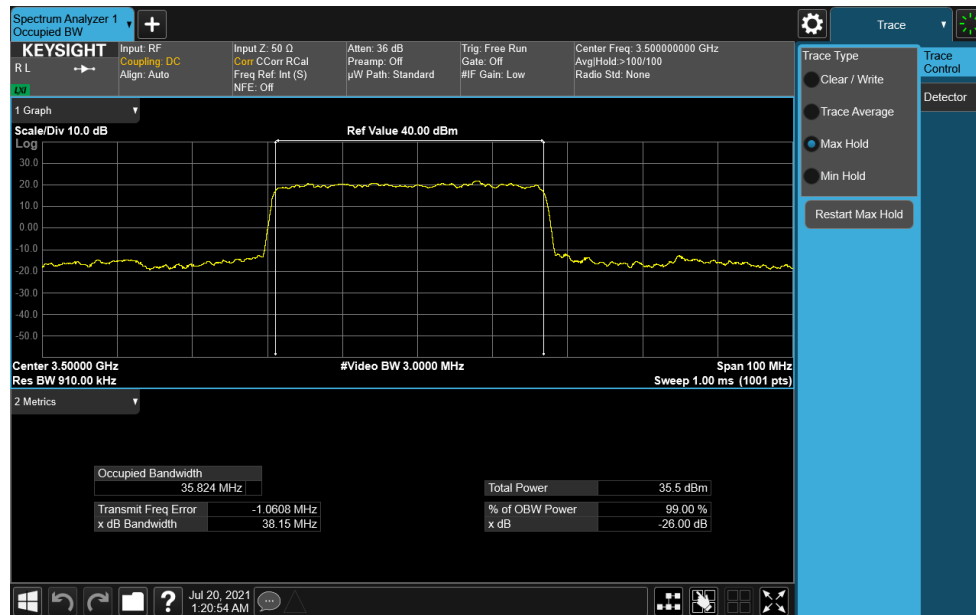 Spectrum Analyzer 1
Occupied BW
Trace
KEYSIGHT
R L
LXI
Input: RF
Coupling: DC
Align: Auto
Input Z: 50 Ω
Corr CCorr RCal
Freq Ref: Int (S)
NFE: Off
Atten: 36 dB
Preamp: Off
µW Path: Standard
Trig: Free Run
Gate: Off
#IF Gain: Low
Center Freq: 3.500000000 GHz
Avg|Hold:>100/100
Radio Std: None
Trace Type
Clear / Write
Trace Average
Max Hold
Min Hold
Restart Max Hold
Trace
Control
Detector
1 Graph
Scale/Div 10.0 dB
Ref Value 40.00 dBm
Log
30.0
20.0
10.0
0.00
-10.0
-20.0
-30.0
-40.0
-50.0
Center 3.50000 GHz
#Video BW 3.0000 MHz
Span 100 MHz
Res BW 910.00 kHz
Sweep 1.00 ms (1001 pts)
2 Metrics
Occupied Bandwidth
35.824 MHz
Total Power 35.5 dBm
Transmit Freq Error -1.0608 MHz
% of OBW Power 99.00 %
x dB Bandwidth 38.15 MHz
x dB -26.00 dB
?
Jul 20, 2021
1:20:54 AM